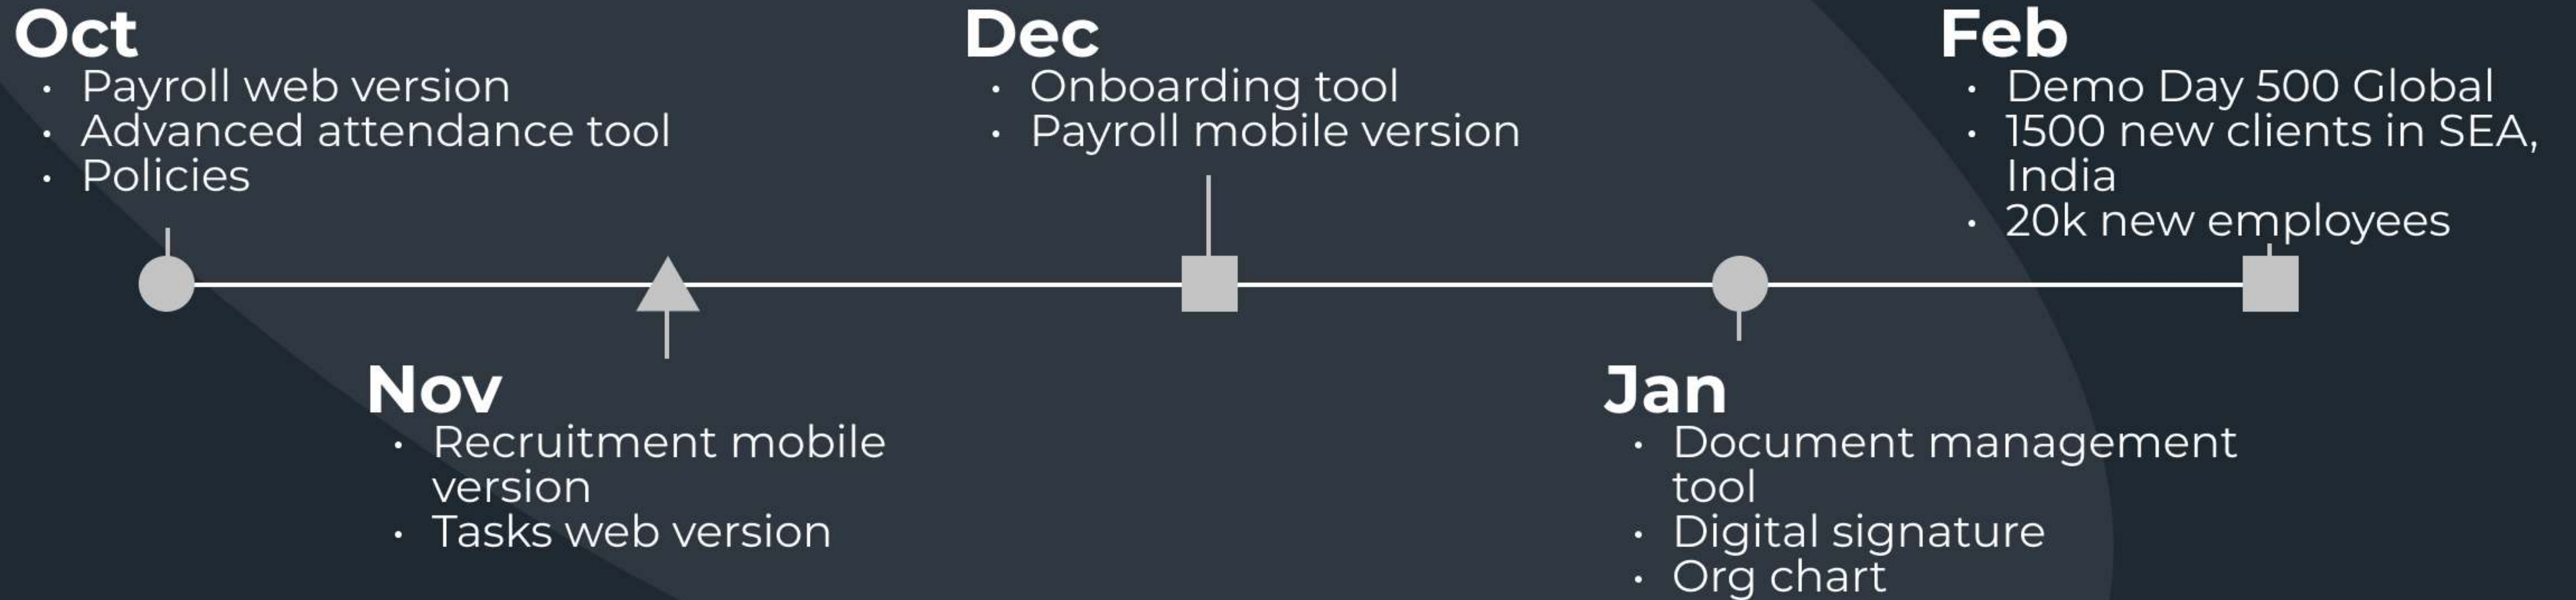 Oct
• Payroll web version
• Advanced attendance tool
• Policies
Nov
• Recruitment mobile
version
• Tasks web version
Dec
• Onboarding tool
• Payroll mobile version
Jan
• Document management
tool
• Digital signature
• Org chart
Feb
• Demo Day 500 Global
• 1500 new clients in SEA,
India
• 20k new employees